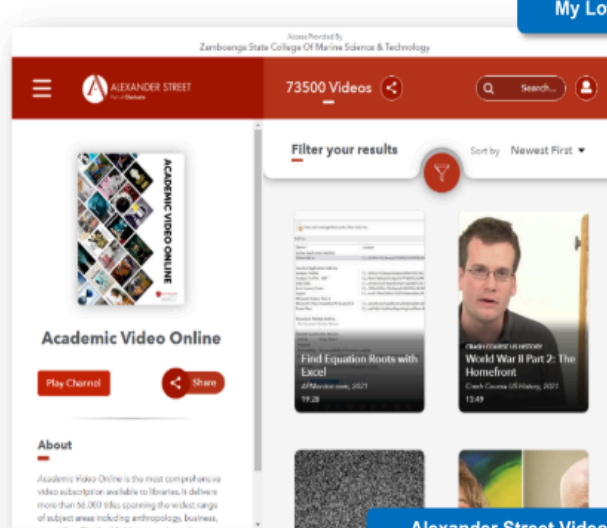 My Lo
Access Provided By
Zamboanga State College Of Marine Science & Technology
ALEXANDER STREET
73500 Videos
Search...
Filter your results
Sort by Newest First
ACADEMIC VIDEO ONLINE
Academic Video Online
Play Channel
Share
Find Equation Roots with
Excel
APMonitor.com, 2021
19:28
CRASH COURSE US HISTORY
World War II Part 2: The
Homefront
Crash Course US History, 2021
13:49
About
Academic Video Online is the most comprehensive
video subscription available to libraries. It delivers
more than 66,000 titles spanning the widest range
of subject areas including anthropology, business,
Alexander Street Video